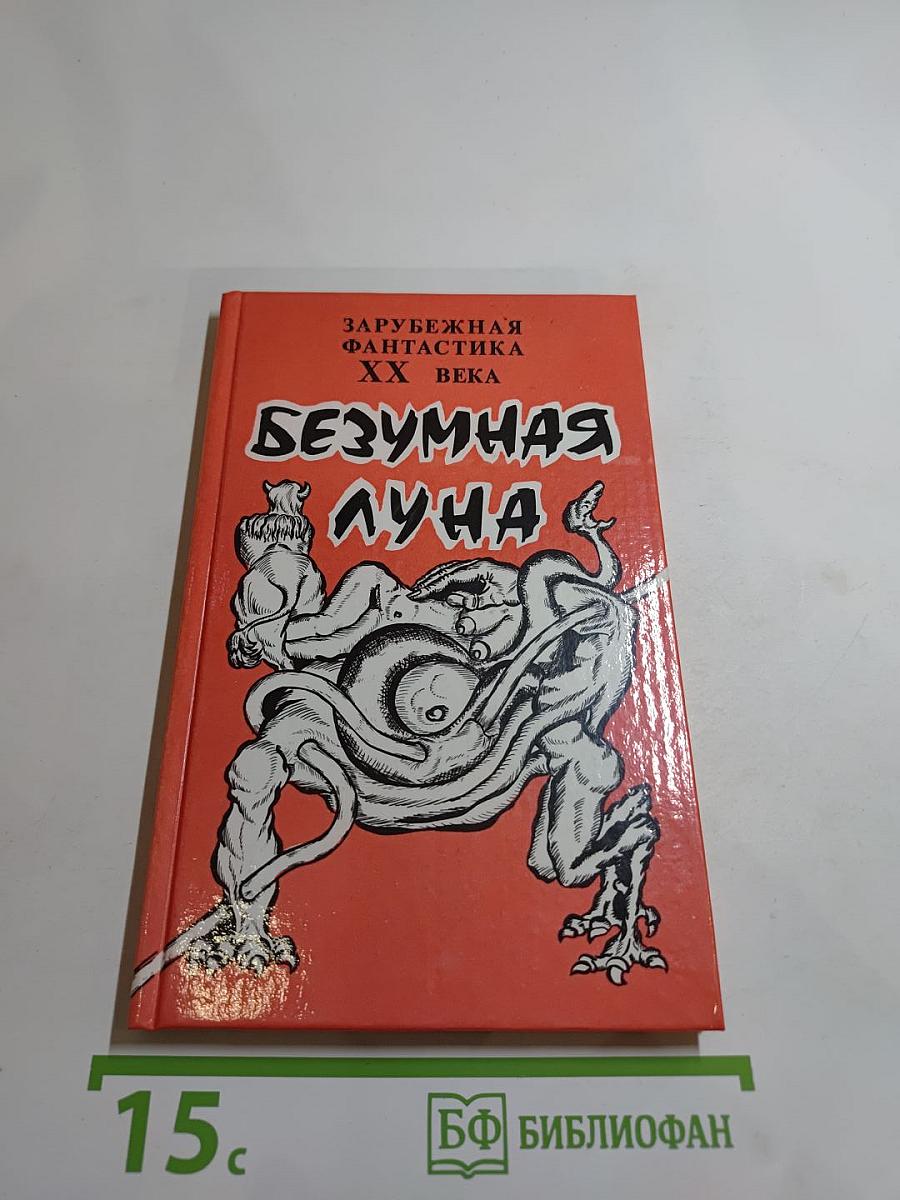 ЗАРУБЕЖНАЯ
ФАНТАСТИКА
XX ВЕКА
БЕЗУМНАЯ
ЛУНА
15с
БФ БИБЛИОФАН